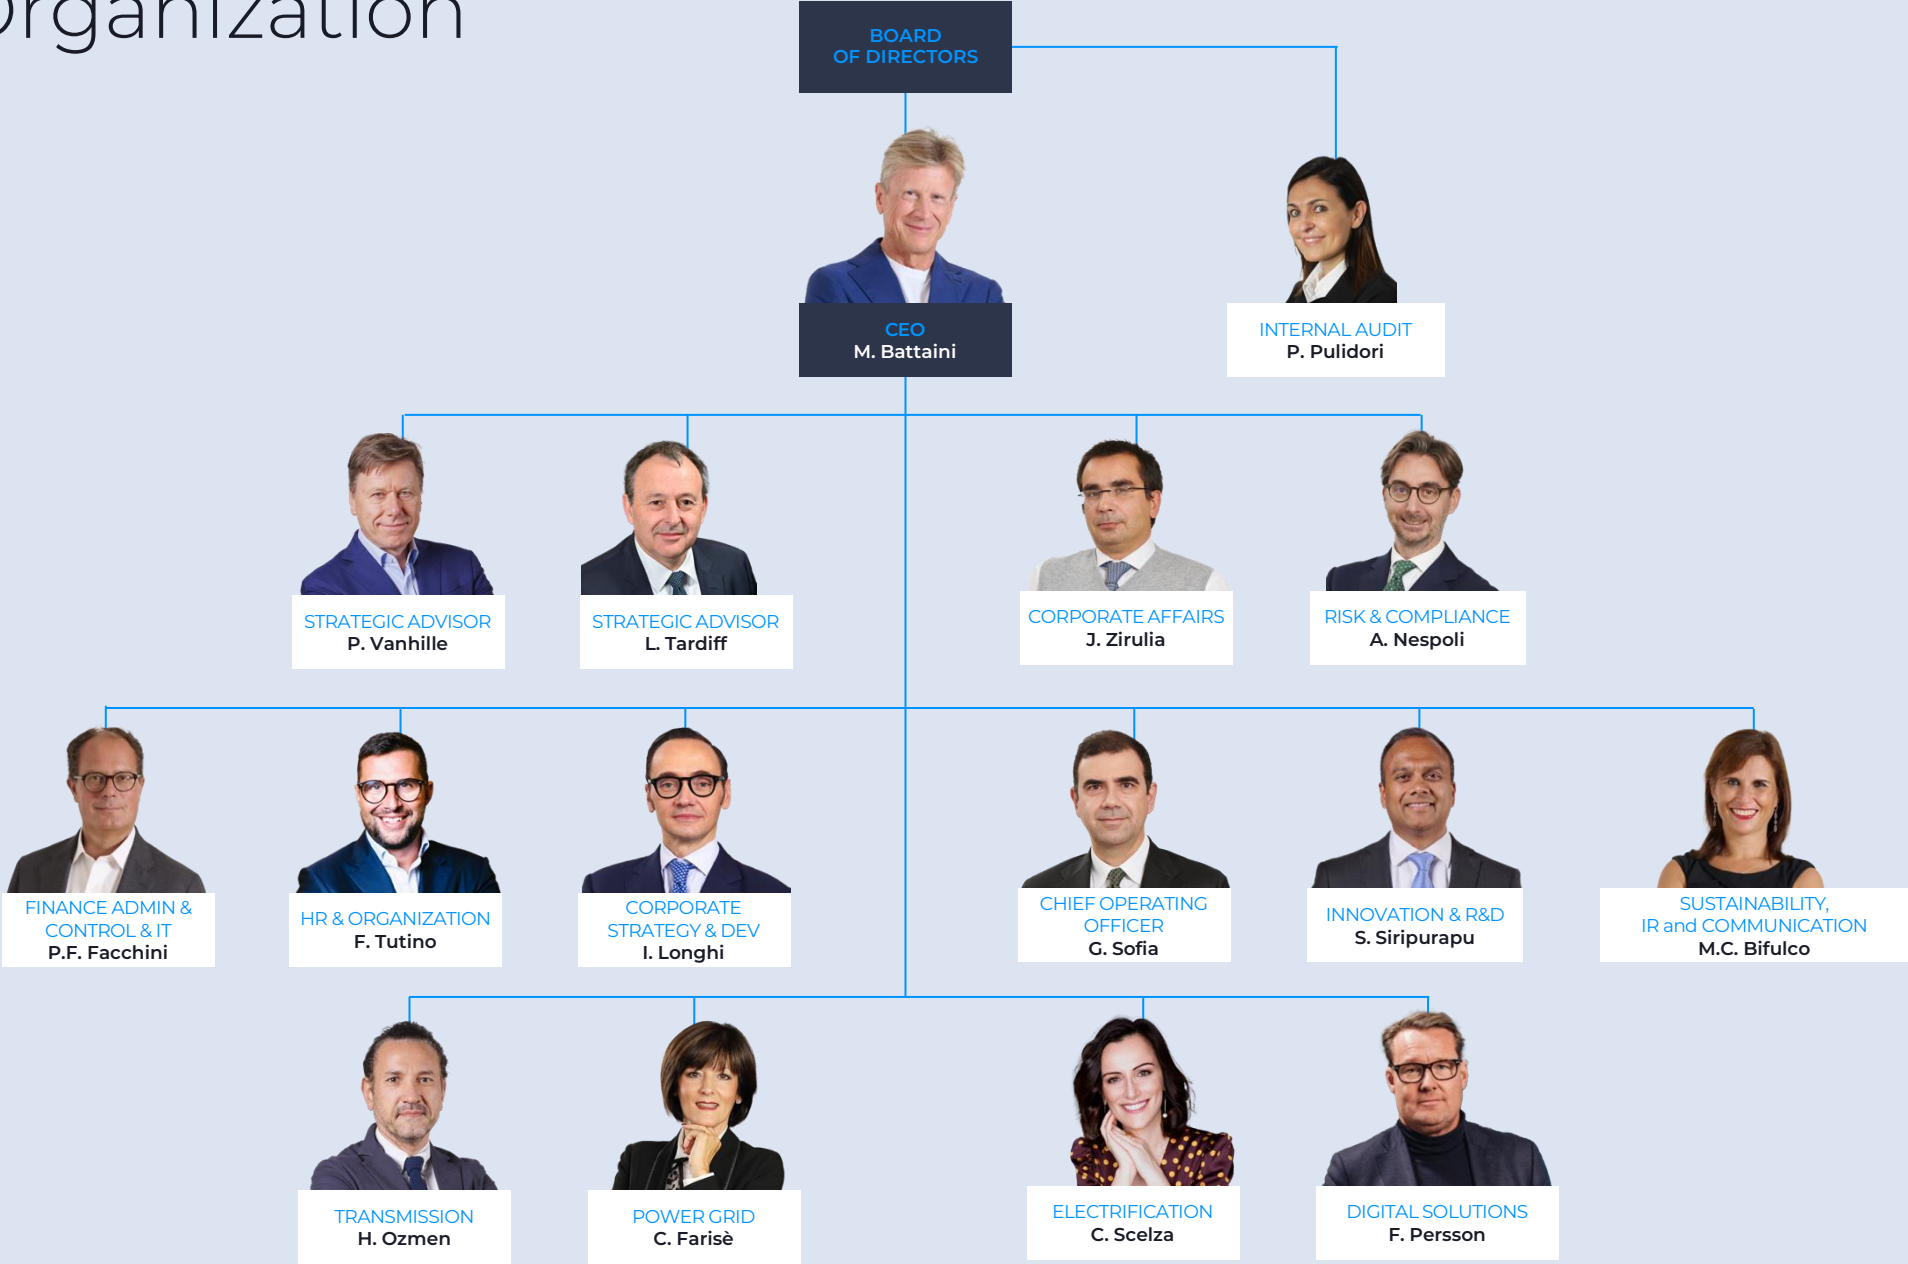 Organization
BOARD
OF DIRECTORS
CEO
M. Battaini
INTERNAL AUDIT
P. Pulidori
STRATEGIC ADVISOR
P. Vanhille
STRATEGIC ADVISOR
L. Tardiff
CORPORATE AFFAIRS
J. Zirulia
RISK & COMPLIANCE
A. Nespoli
FINANCE ADMIN &
CONTROL & IT
P.F. Facchini
HR & ORGANIZATION
F. Tutino
CORPORATE
STRATEGY & DEV
I. Longhi
CHIEF OPERATING
OFFICER
G. Sofia
INNOVATION & R&D
S. Siripurapu
SUSTAINABILITY,
IR and COMMUNICATION
M.C. Bifulco
TRANSMISSION
H. Ozmen
POWER GRID
C. Farisè
ELECTRIFICATION
C. Scelza
DIGITAL SOLUTIONS
F. Persson